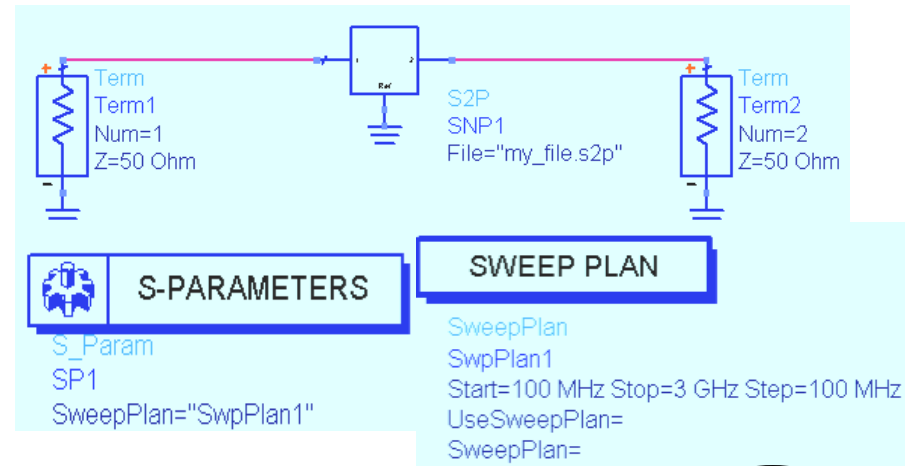 1
2
Ref
+
Term
Term1
Num=1
Z=50 Ohm
-
S2P
SNP1
File="my_file.s2p"
+
Term
Term2
Num=2
Z=50 Ohm
-
S-PARAMETERS
S_Param
SP1
SweepPlan="SwpPlan1"
SWEEP PLAN
SweepPlan
SwpPlan1
Start=100 MHz Stop=3 GHz Step=100 MHz
UseSweepPlan=
SweepPlan=